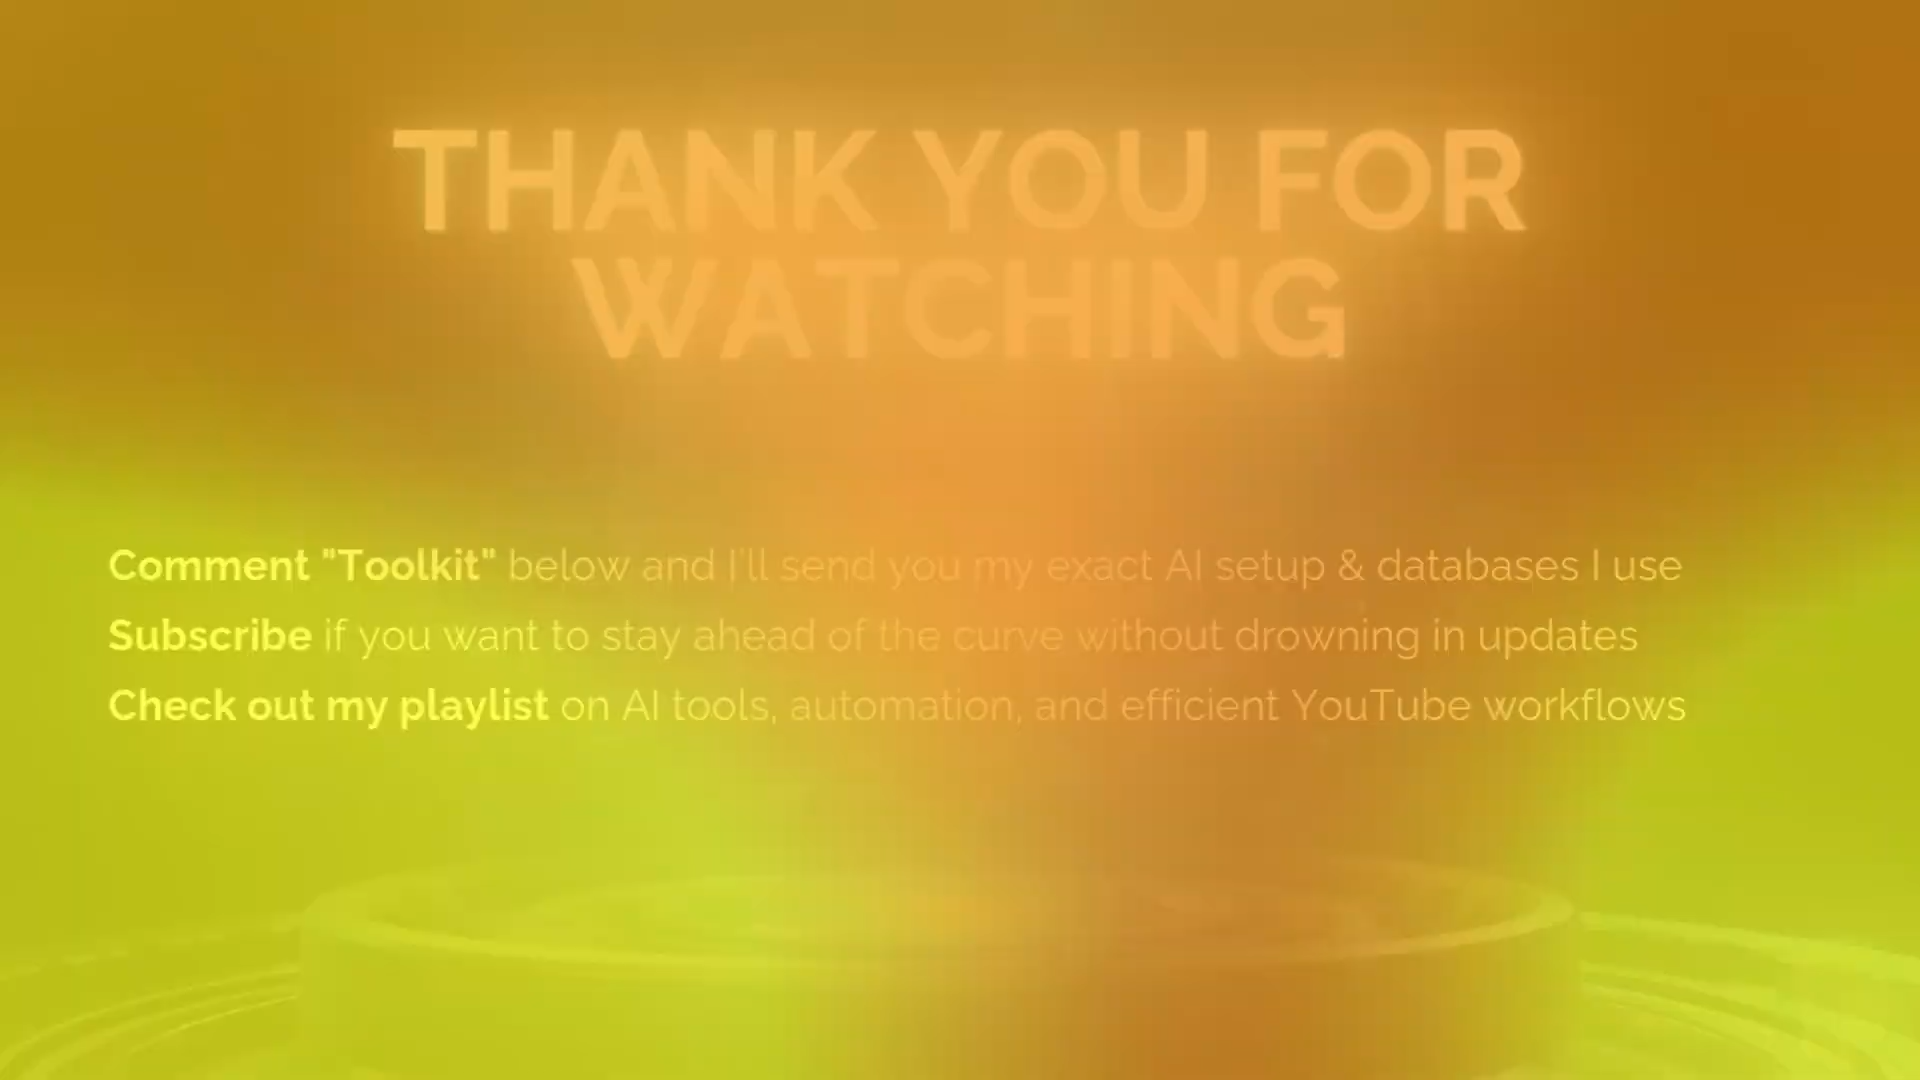 THANK YOU FOR
WATCHING
Comment "Toolkit" below and I'll send you my exact AI setup & databases I use
Subscribe if you want to stay ahead of the curve without drowning in updates
Check out my playlist on AI tools, automation, and efficient YouTube workflows